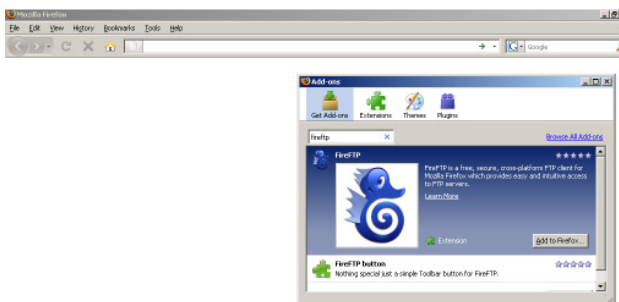 Mozilla Firefox
File Edit View History Bookmarks Tools Help
Google
Add-ons
Get Add-ons Extensions Themes Plugins
fireftp
Browse All Add-ons
FireFTP
FireFTP is a free, secure, cross-platform FTP client for
Mozilla Firefox which provides easy and intuitive access
to FTP servers.
Learn More
Extension
Add to Firefox...
FireFTP button
Nothing special just a simple Toolbar button for FireFTP.